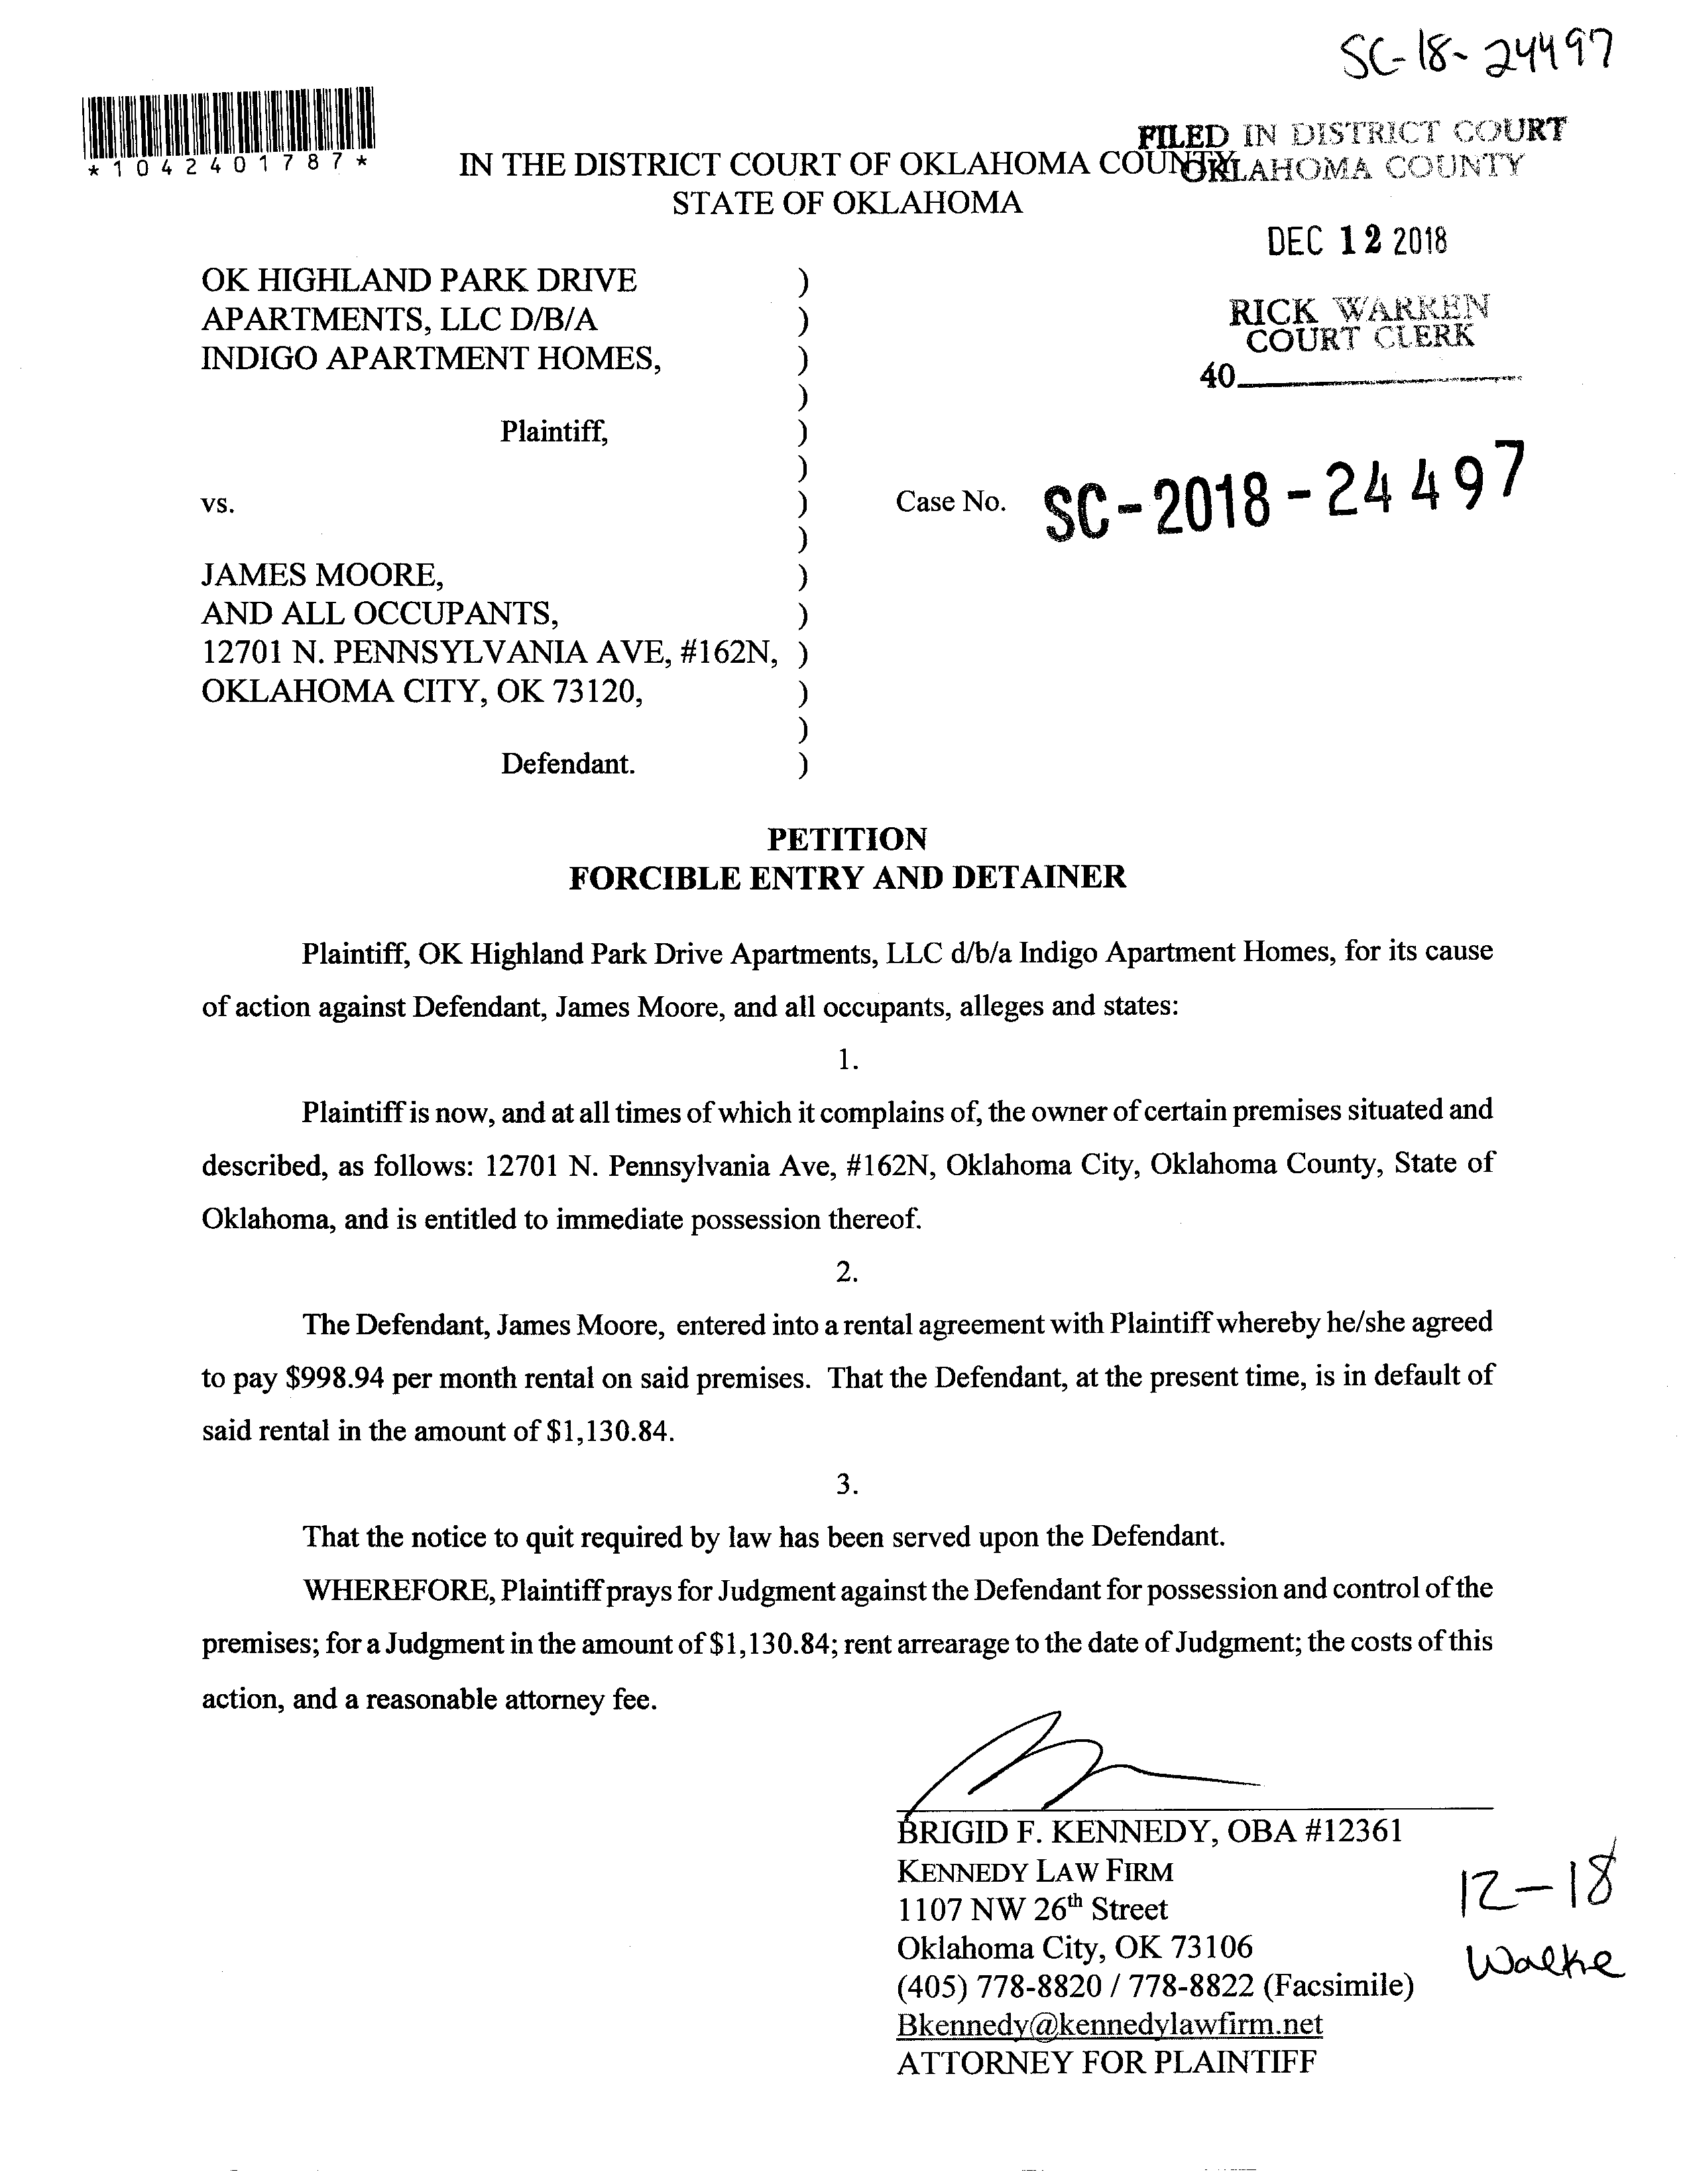 SC-18-24497
*1042401787*
FILED IN DISTRICT COURT
OKLAHOMA COUNTY
IN THE DISTRICT COURT OF OKLAHOMA COUNTY
STATE OF OKLAHOMA
DEC 12 2018
RICK WARREN
COURT CLERK
40
OK HIGHLAND PARK DRIVE )
APARTMENTS, LLC D/B/A )
INDIGO APARTMENT HOMES, )
)
Plaintiff, )
)
vs. ) Case No. SC-2018-24497
)
JAMES MOORE, )
AND ALL OCCUPANTS, )
12701 N. PENNSYLVANIA AVE, #162N, )
OKLAHOMA CITY, OK 73120, )
)
Defendant. )
PETITION
FORCIBLE ENTRY AND DETAINER
Plaintiff, OK Highland Park Drive Apartments, LLC d/b/a Indigo Apartment Homes, for its cause
of action against Defendant, James Moore, and all occupants, alleges and states:
1.
Plaintiff is now, and at all times of which it complains of, the owner of certain premises situated and
described, as follows: 12701 N. Pennsylvania Ave, #162N, Oklahoma City, Oklahoma County, State of
Oklahoma, and is entitled to immediate possession thereof.
2.
The Defendant, James Moore, entered into a rental agreement with Plaintiff whereby he/she agreed
to pay $998.94 per month rental on said premises. That the Defendant, at the present time, is in default of
said rental in the amount of $1,130.84.
3.
That the notice to quit required by law has been served upon the Defendant.
WHEREFORE, Plaintiff prays for Judgment against the Defendant for possession and control of the
premises; for a Judgment in the amount of $1,130.84; rent arrearage to the date of Judgment; the costs of this
action, and a reasonable attorney fee.
BRIGID F. KENNEDY, OBA #12361
KENNEDY LAW FIRM
1107 NW 26th Street
Oklahoma City, OK 73106
(405) 778-8820 / 778-8822 (Facsimile)
Bkennedy@kennedylawfirm.net
ATTORNEY FOR PLAINTIFF
12-18
Walke